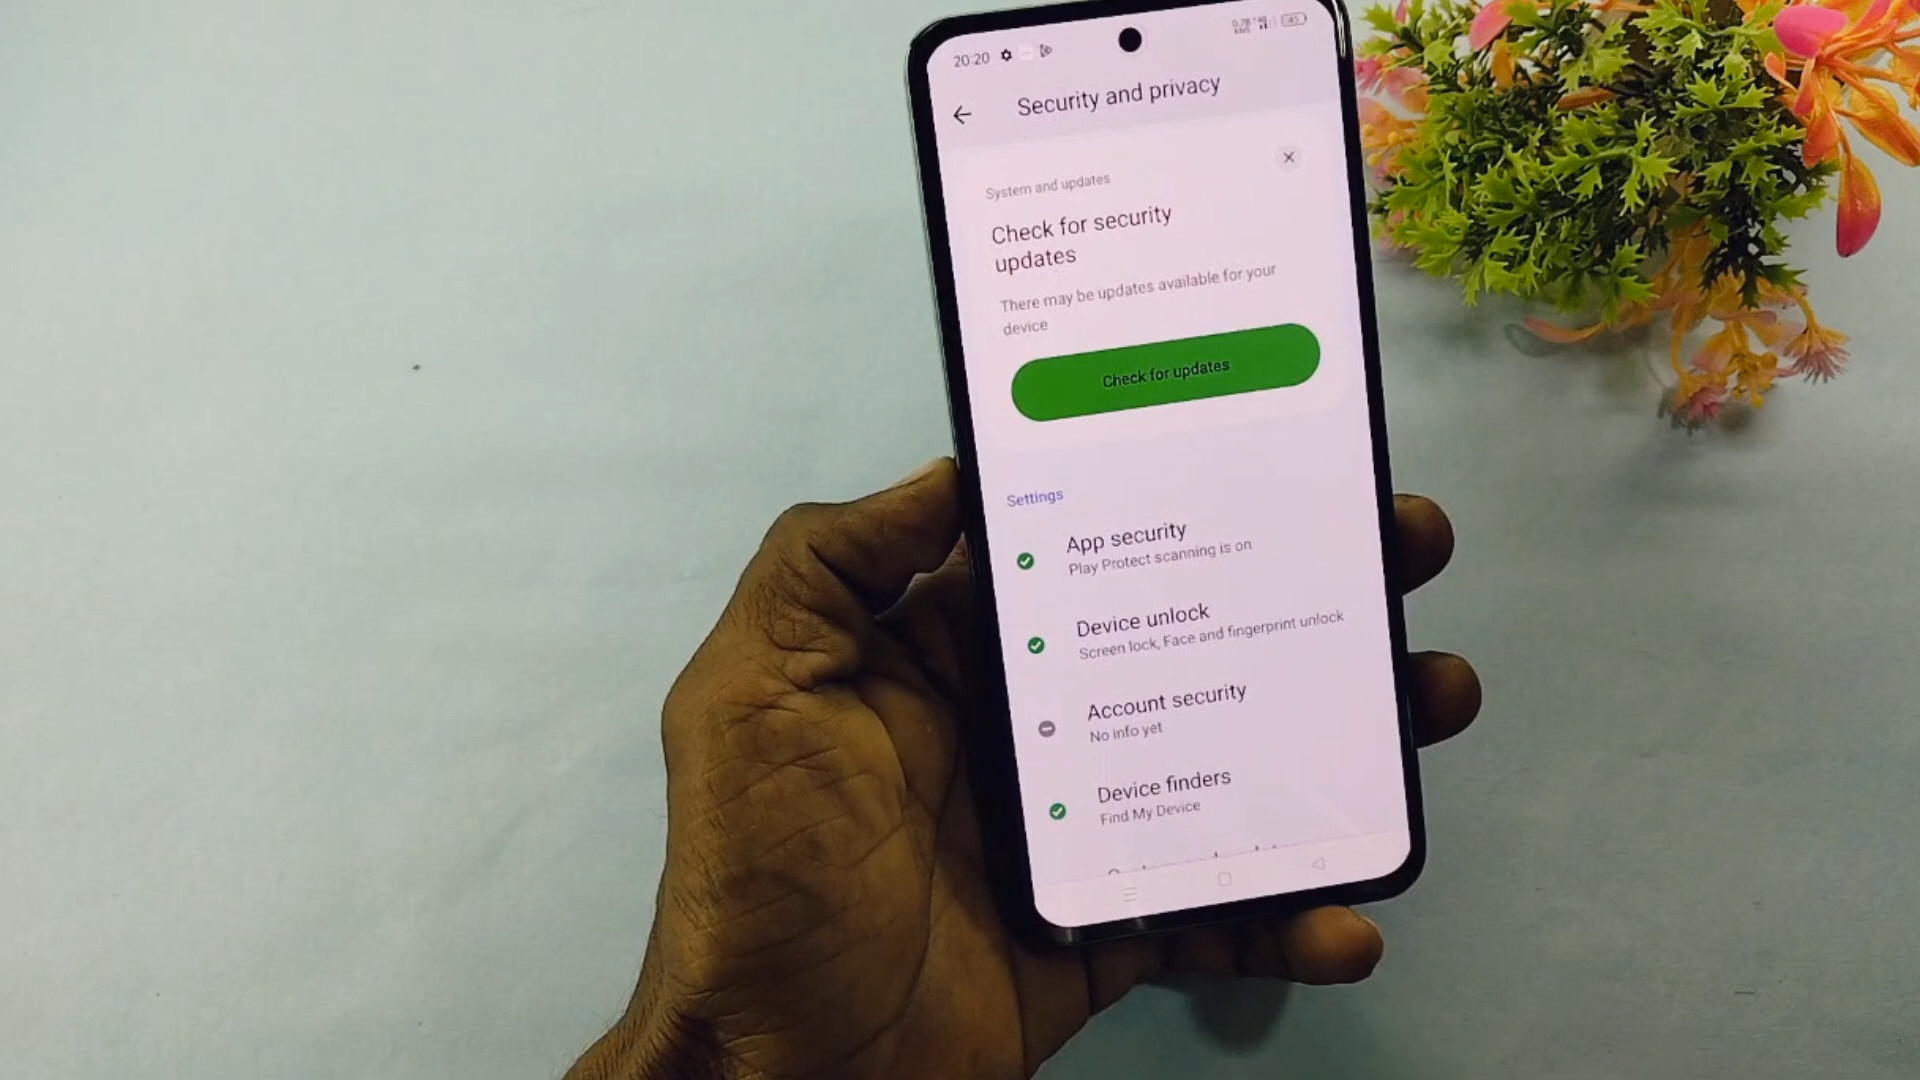 20:20
Security and privacy
System and updates
Check for security
updates
There may be updates available for your
device
Check for updates
Settings
App security
Play Protect scanning is on
Device unlock
Screen lock, Face and fingerprint unlock
Account security
No info yet
Device finders
Find My Device